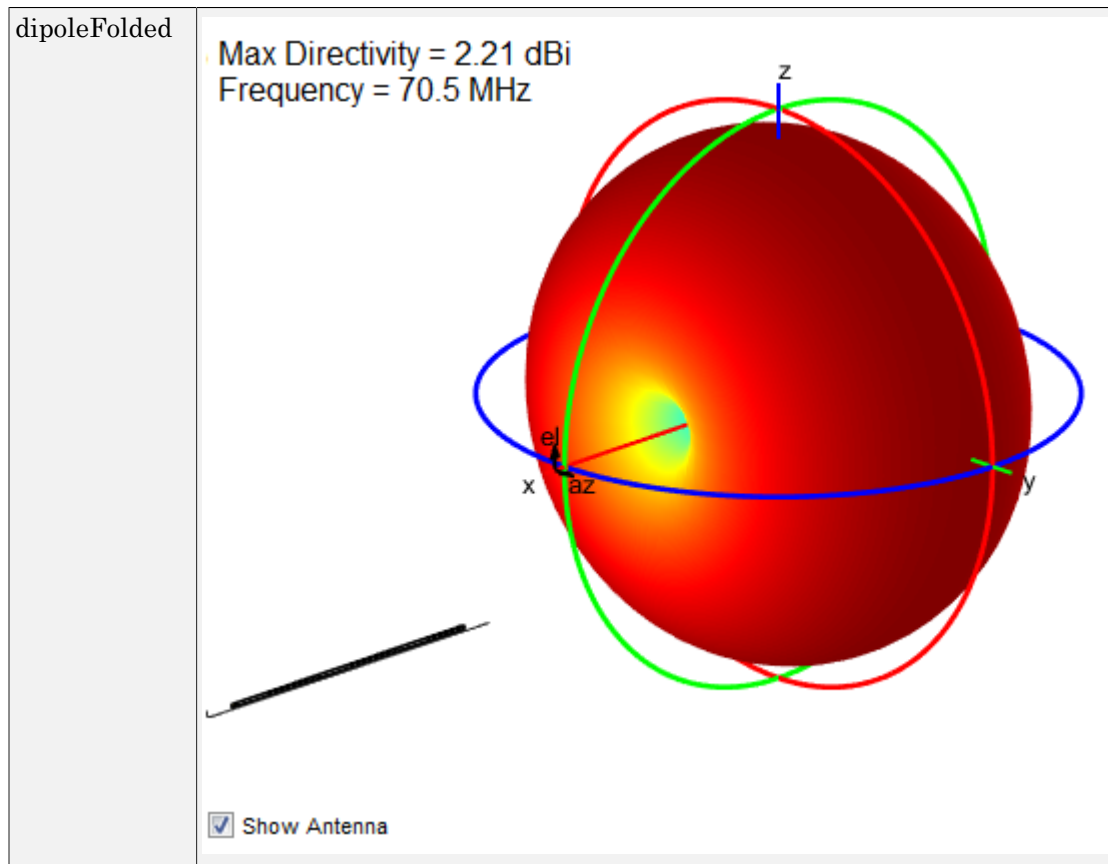 dipoleFolded
Max Directivity = 2.21 dBi
Frequency = 70.5 MHz
z
el
x
az
y
Show Antenna